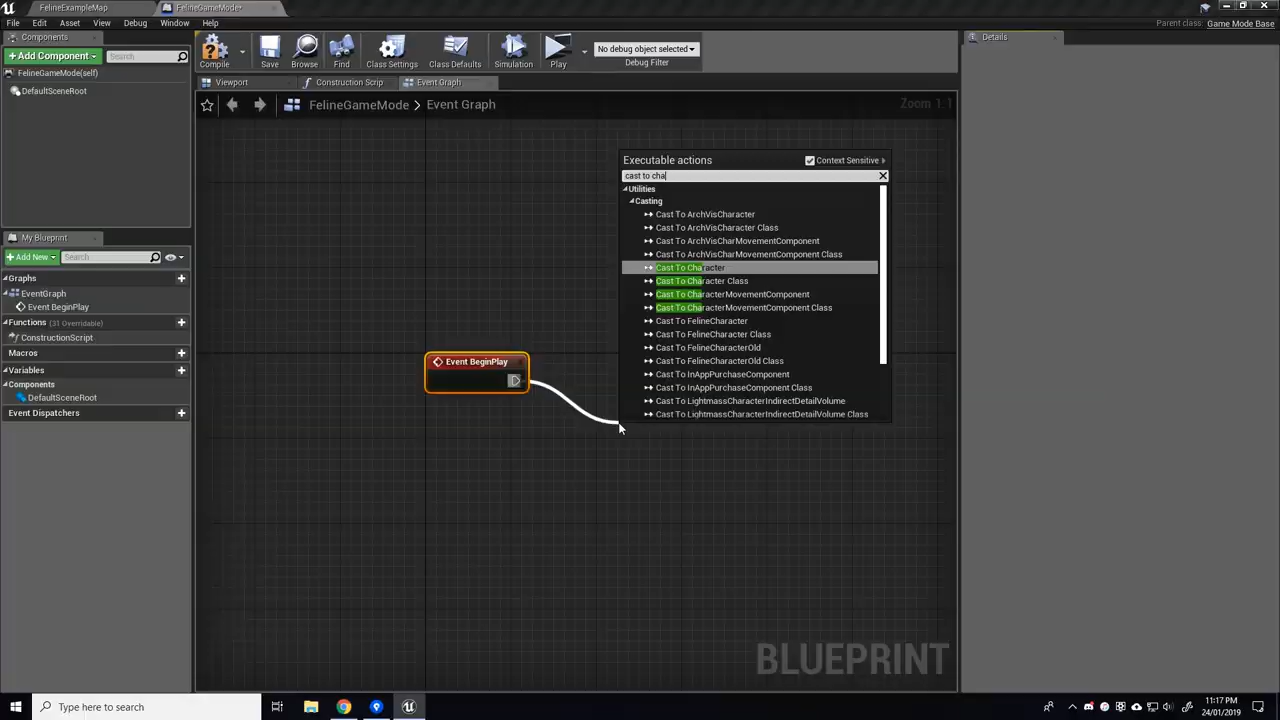 FelineExampleMap
FelineGameMode*
File Edit Asset View Debug Window Help
Parent class: Game Mode Base
Components
+ Add Component
Search
FelineGameMode(self)
DefaultSceneRoot
Compile
Save
Browse
Find
Class Settings
Class Defaults
Simulation
Play
No debug object selected
Debug Filter
Details
Viewport
Construction Scrip
Event Graph
FelineGameMode > Event Graph
Zoom 1:1
My Blueprint
+ Add New
Search
Graphs
EventGraph
Event BeginPlay
Functions (31 Overridable)
ConstructionScript
Macros
Variables
Components
DefaultSceneRoot
Event Dispatchers
Event BeginPlay
Executable actions
Context Sensitive
cast to cha
Utilities
Casting
Cast To ArchVisCharacter
Cast To ArchVisCharacter Class
Cast To ArchVisCharMovementComponent
Cast To ArchVisCharMovementComponent Class
Cast To Character
Cast To Character Class
Cast To CharacterMovementComponent
Cast To CharacterMovementComponent Class
Cast To FelineCharacter
Cast To FelineCharacter Class
Cast To FelineCharacterOld
Cast To FelineCharacterOld Class
Cast To InAppPurchaseComponent
Cast To InAppPurchaseComponent Class
Cast To LightmassCharacterIndirectDetailVolume
Cast To LightmassCharacterIndirectDetailVolume Class
BLUEPRINT
Type here to search
11:17 PM
24/01/2019